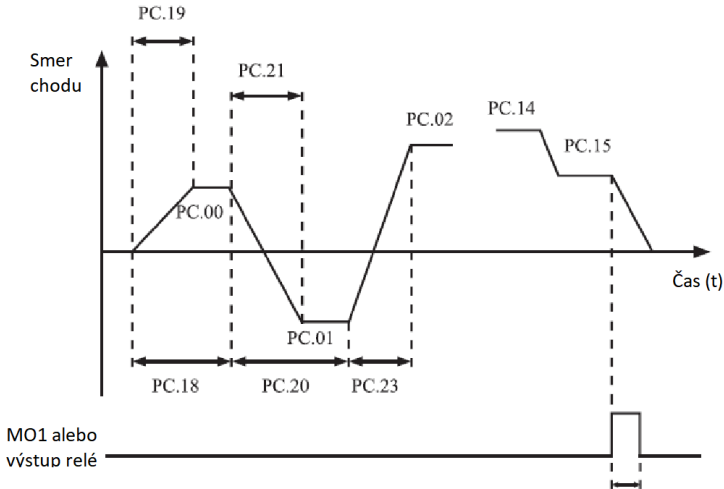 PC.19
Smer
chodu
PC.21
PC.02
PC.14
PC.15
PC.00
Čas (t)
PC.01
PC.18
PC.20
PC.23
MO1 alebo
výstup relé